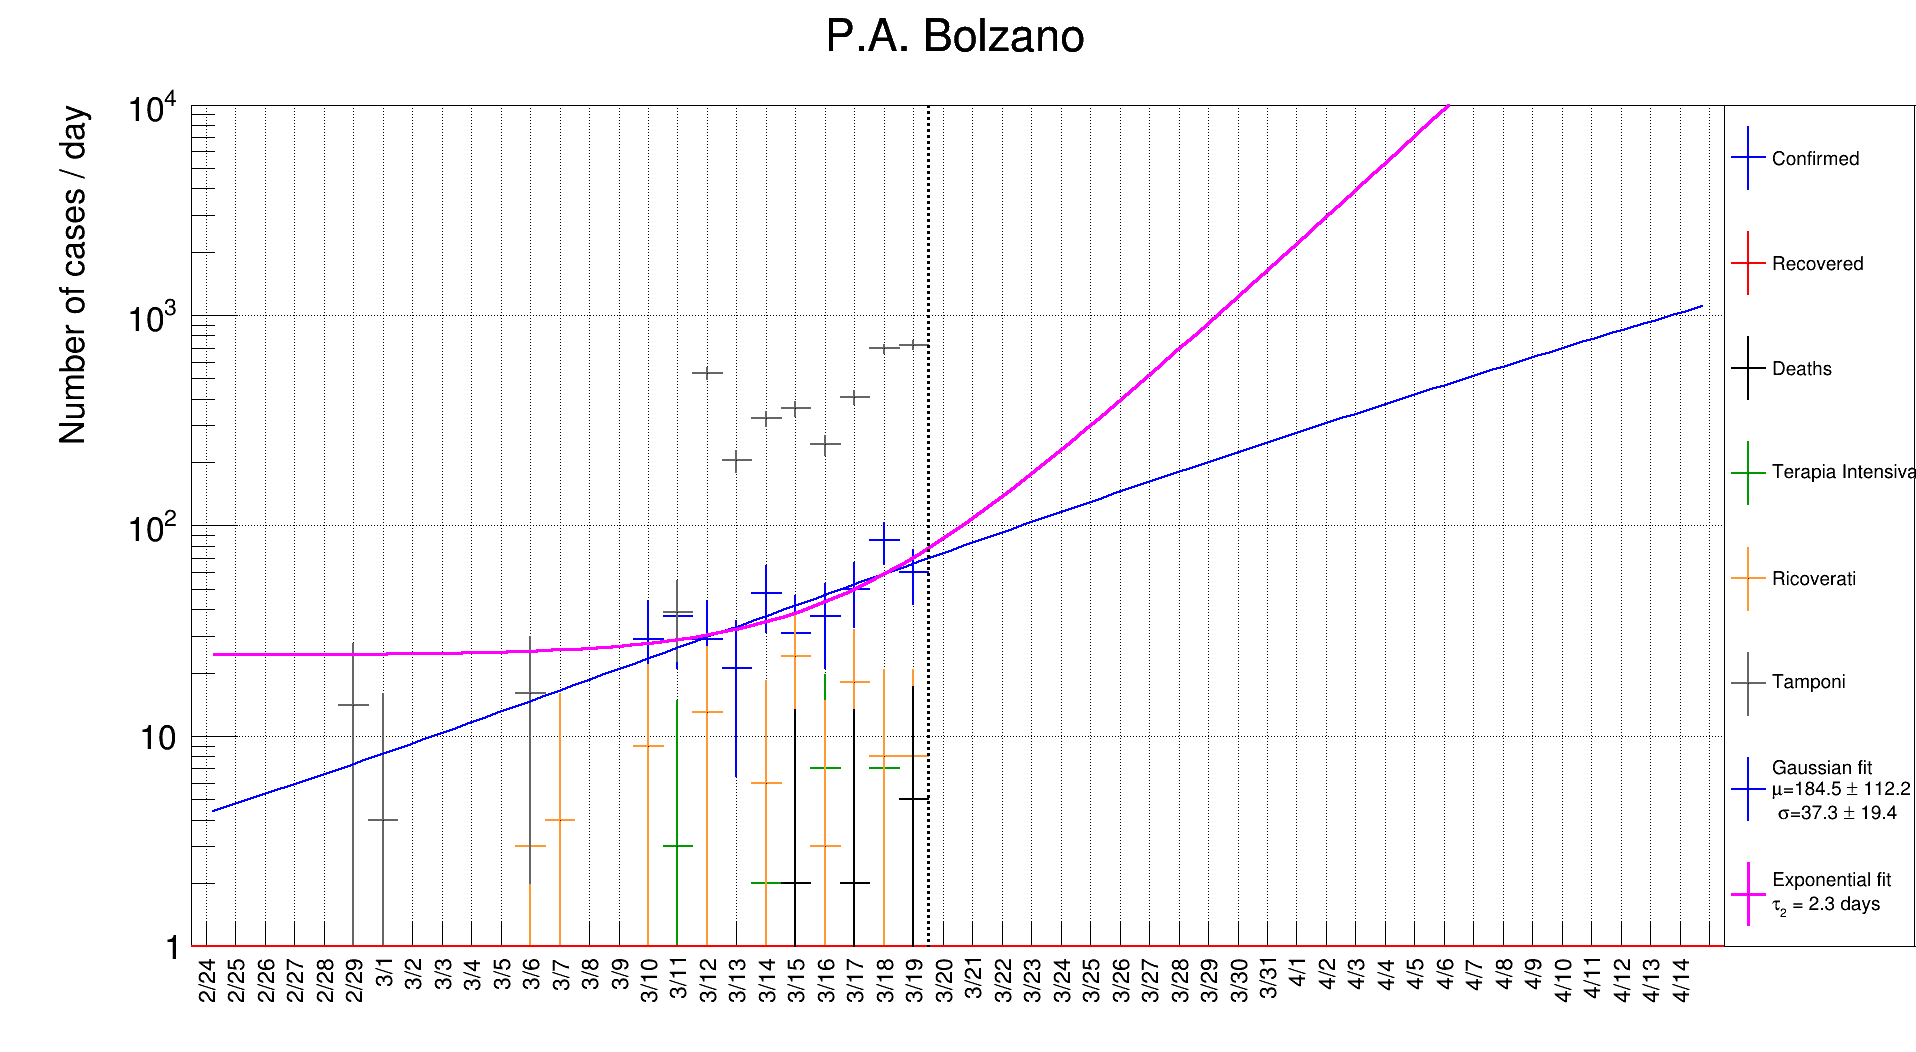 P.A. Bolzano
Number of cases / day
10^4
10^3
10^2
10
1
2/24 2/25 2/26 2/27 2/28 2/29 3/1 3/2 3/3 3/4 3/5 3/6 3/7 3/8 3/9 3/10 3/11 3/12 3/13 3/14 3/15 3/16 3/17 3/18 3/19 3/20 3/21 3/22 3/23 3/24 3/25 3/26 3/27 3/28 3/29 3/30 3/31 4/1 4/2 4/3 4/4 4/5 4/6 4/7 4/8 4/9 4/10 4/11 4/12 4/13 4/14
Confirmed
Recovered
Deaths
Terapia Intensiva
Ricoverati
Tamponi
Gaussian fit
μ=184.5 ± 112.2
σ=37.3 ± 19.4
Exponential fit
τ₂ = 2.3 days